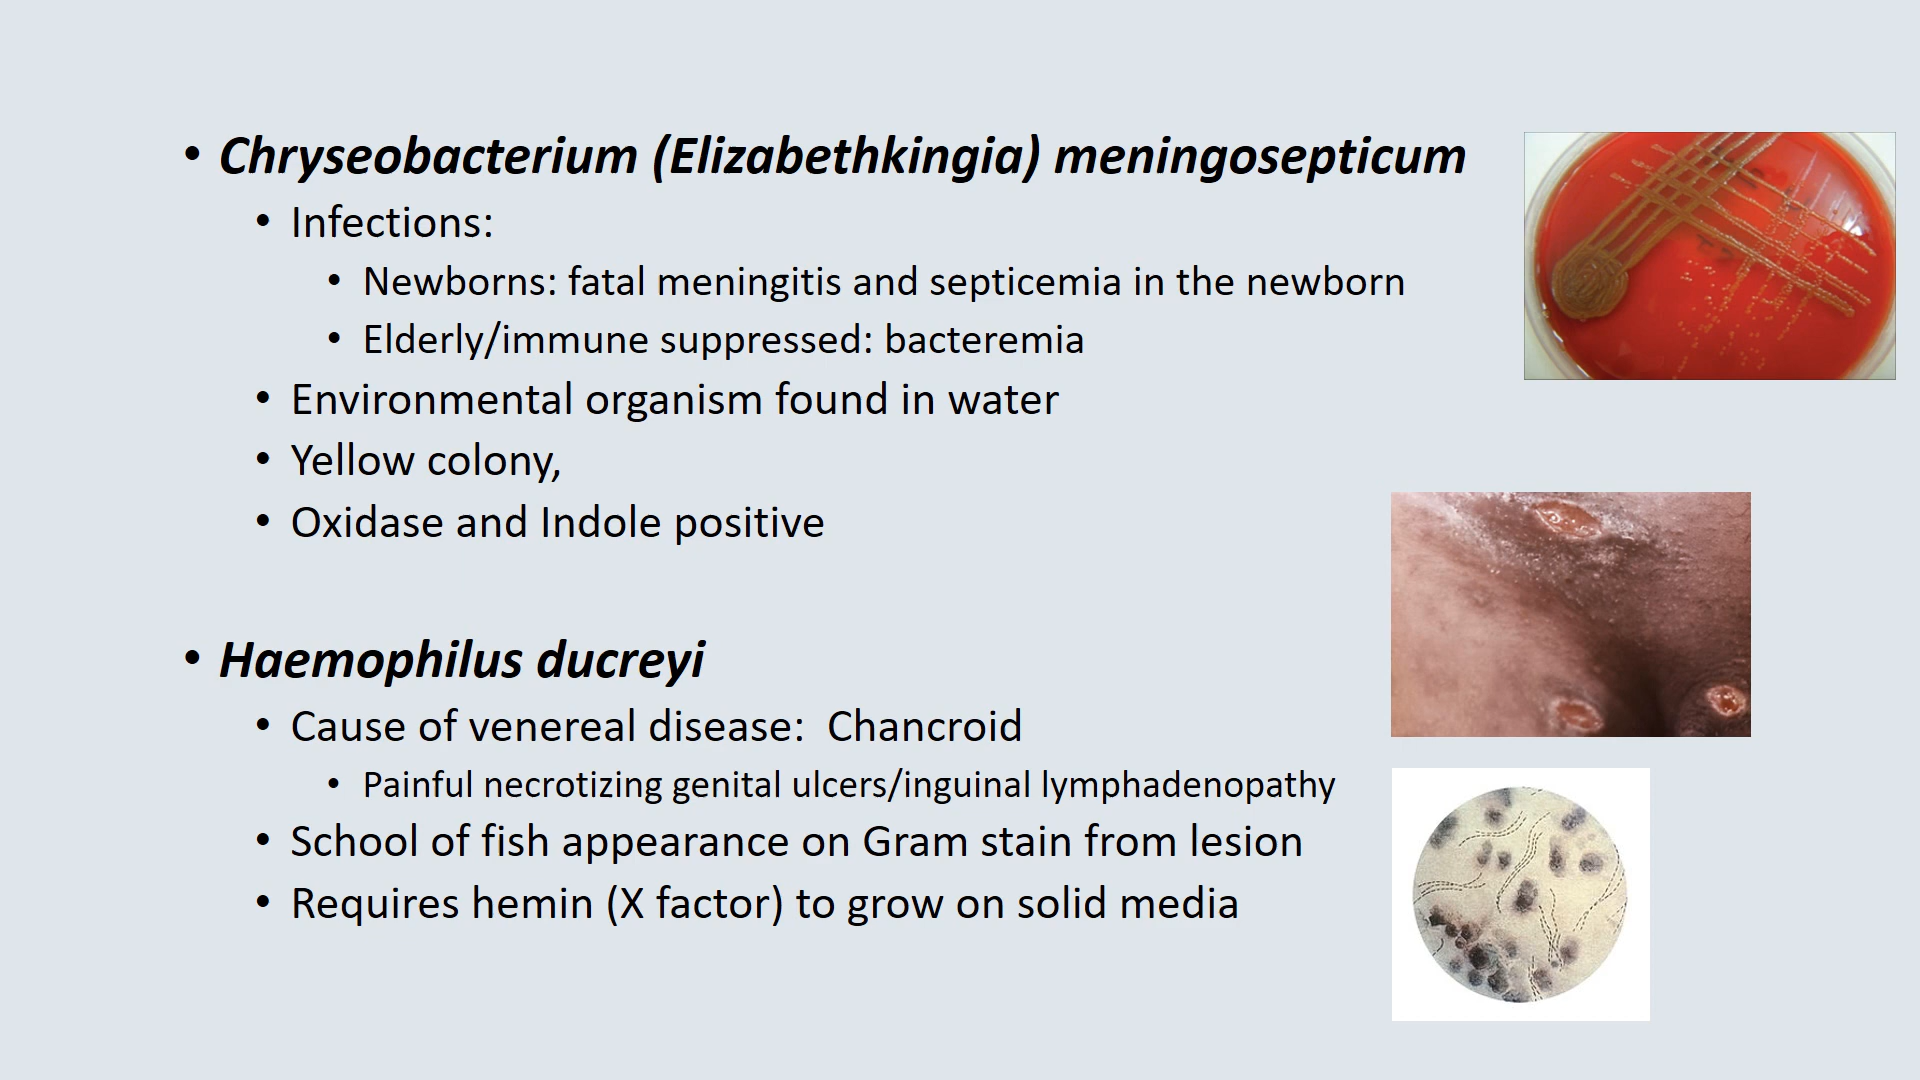 • Chryseobacterium (Elizabethkingia) meningosepticum
• Infections:
• Newborns: fatal meningitis and septicemia in the newborn
• Elderly/immune suppressed: bacteremia
• Environmental organism found in water
• Yellow colony,
• Oxidase and Indole positive
• Haemophilus ducreyi
• Cause of venereal disease:  Chancroid
• Painful necrotizing genital ulcers/inguinal lymphadenopathy
• School of fish appearance on Gram stain from lesion
• Requires hemin (X factor) to grow on solid media